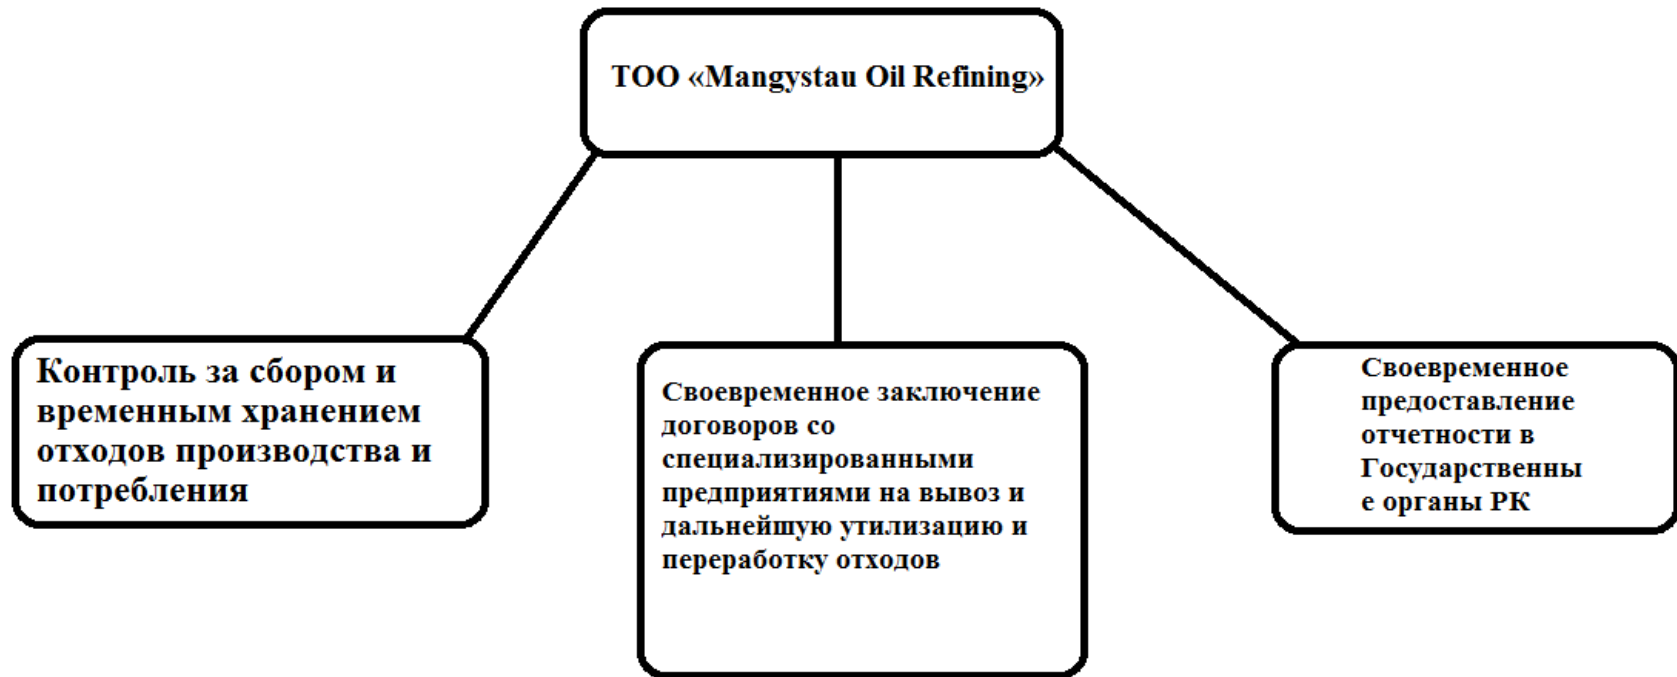 ТОО «Mangystau Oil Refining»
Контроль за сбором и
временным хранением
отходов производства и
потребления
Своевременное заключение
договоров со
специализированными
предприятиями на вывоз и
дальнейшую утилизацию и
переработку отходов
Своевременное
предоставление
отчетности в
Государственны
е органы РК